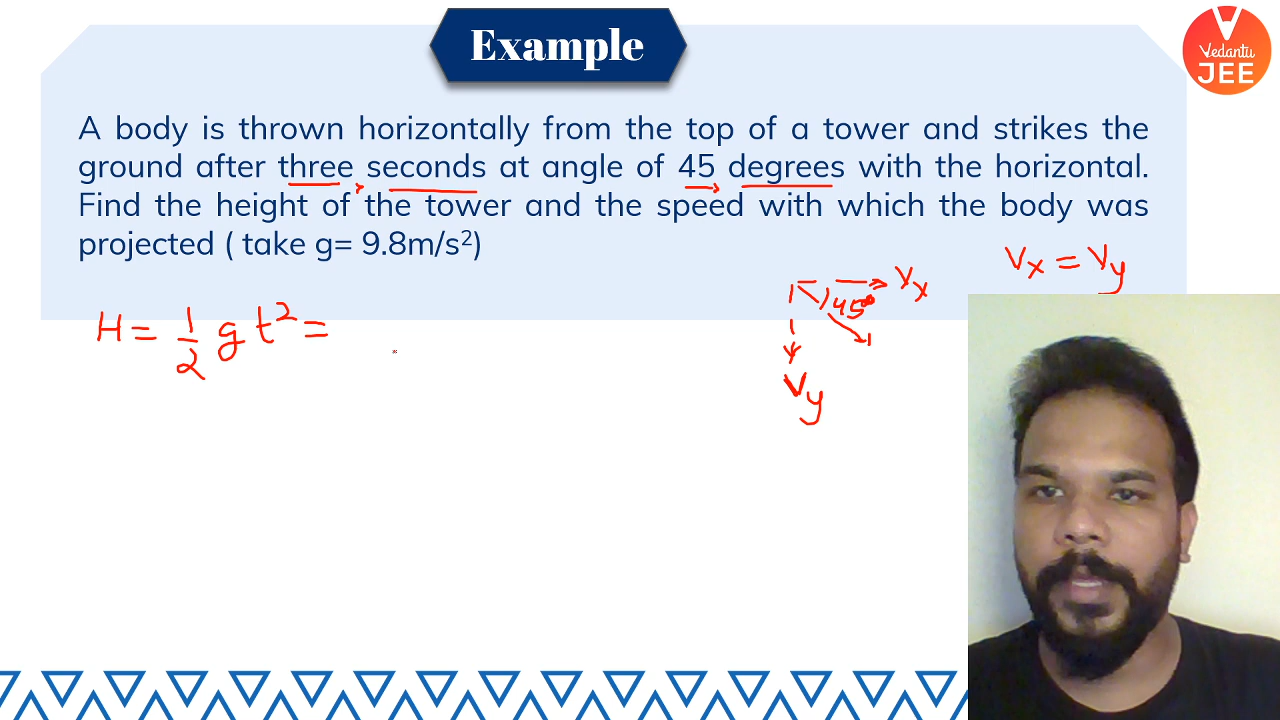 Example
Vedantu
JEE
A body is thrown horizontally from the top of a tower and strikes the
ground after three seconds at angle of 45 degrees with the horizontal.
Find the height of the tower and the speed with which the body was
projected ( take g= 9.8m/s²)
Vx = Vy
Vx
45°
H = 1/2 g t² =
Vy